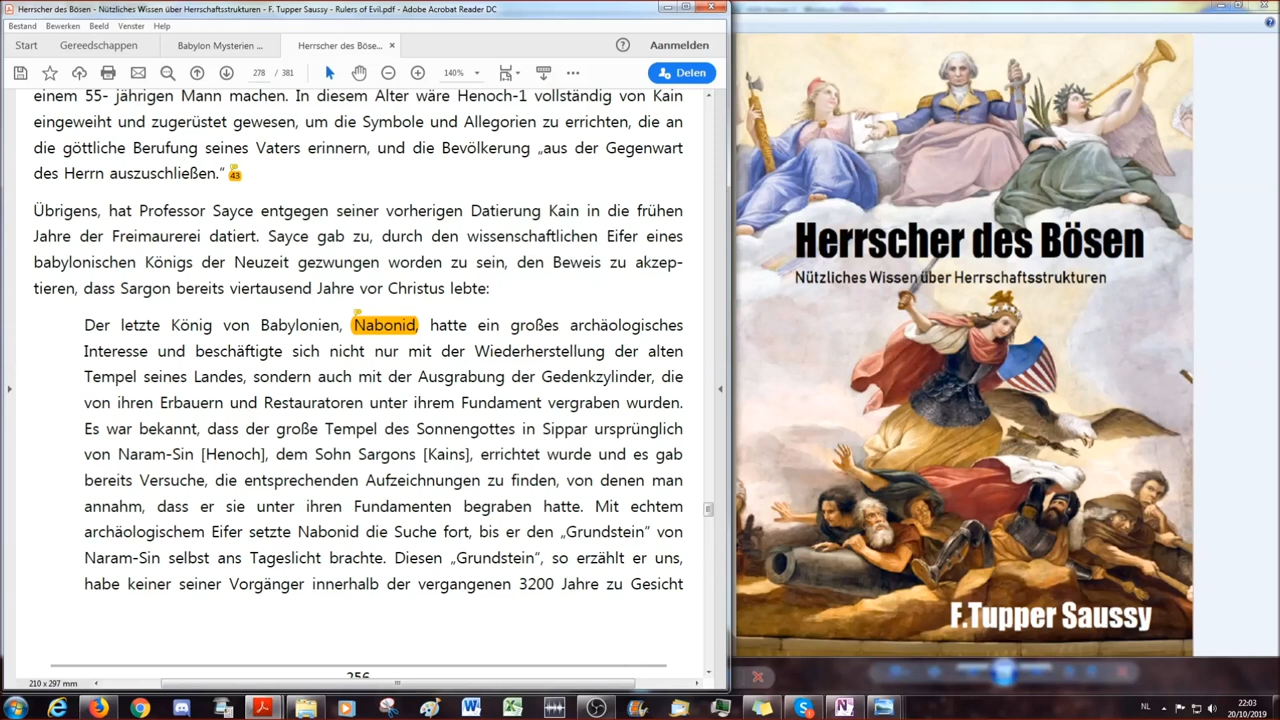 Herrscher des Bösen - Nützliches Wissen über Herrschaftsstrukturen - F. Tupper Saussy - Rulers of Evil.pdf - Adobe Acrobat Reader DC
Bestand Bearbeiten Beeld Venster Help
Start Gereedschappen Babylon Mysterien ... Herrscher des Böse... × ? Aanmelden
278 / 381 140% Delen
einem 55- jährigen Mann machen. In diesem Alter wäre Henoch-1 vollständig von Kain
eingeweiht und zugerüstet gewesen, um die Symbole und Allegorien zu errichten, die an
die göttliche Berufung seines Vaters erinnern, und die Bevölkerung „aus der Gegenwart
des Herrn auszuschließen.“ 43
Übrigens, hat Professor Sayce entgegen seiner vorherigen Datierung Kain in die frühen
Jahre der Freimaurerei datiert. Sayce gab zu, durch den wissenschaftlichen Eifer eines
babylonischen Königs der Neuzeit gezwungen worden zu sein, den Beweis zu akzep-
tieren, dass Sargon bereits viertausend Jahre vor Christus lebte:
Der letzte König von Babylonien, Nabonid, hatte ein großes archäologisches
Interesse und beschäftigte sich nicht nur mit der Wiederherstellung der alten
Tempel seines Landes, sondern auch mit der Ausgrabung der Gedenkzylinder, die
von ihren Erbauern und Restauratoren unter ihrem Fundament vergraben wurden.
Es war bekannt, dass der große Tempel des Sonnengottes in Sippar ursprünglich
von Naram-Sin [Henoch], dem Sohn Sargons [Kains], errichtet wurde und es gab
bereits Versuche, die entsprechenden Aufzeichnungen zu finden, von denen man
annahm, dass er sie unter ihren Fundamenten begraben hatte. Mit echtem
archäologischem Eifer setzte Nabonid die Suche fort, bis er den „Grundstein“ von
Naram-Sin selbst ans Tageslicht brachte. Diesen „Grundstein“, so erzählt er uns,
habe keiner seiner Vorgänger innerhalb der vergangenen 3200 Jahre zu Gesicht
256
210 x 297 mm
Herrscher des Bösen
Nützliches Wissen über Herrschaftsstrukturen
F.Tupper Saussy
NL 22:03
20/10/2019